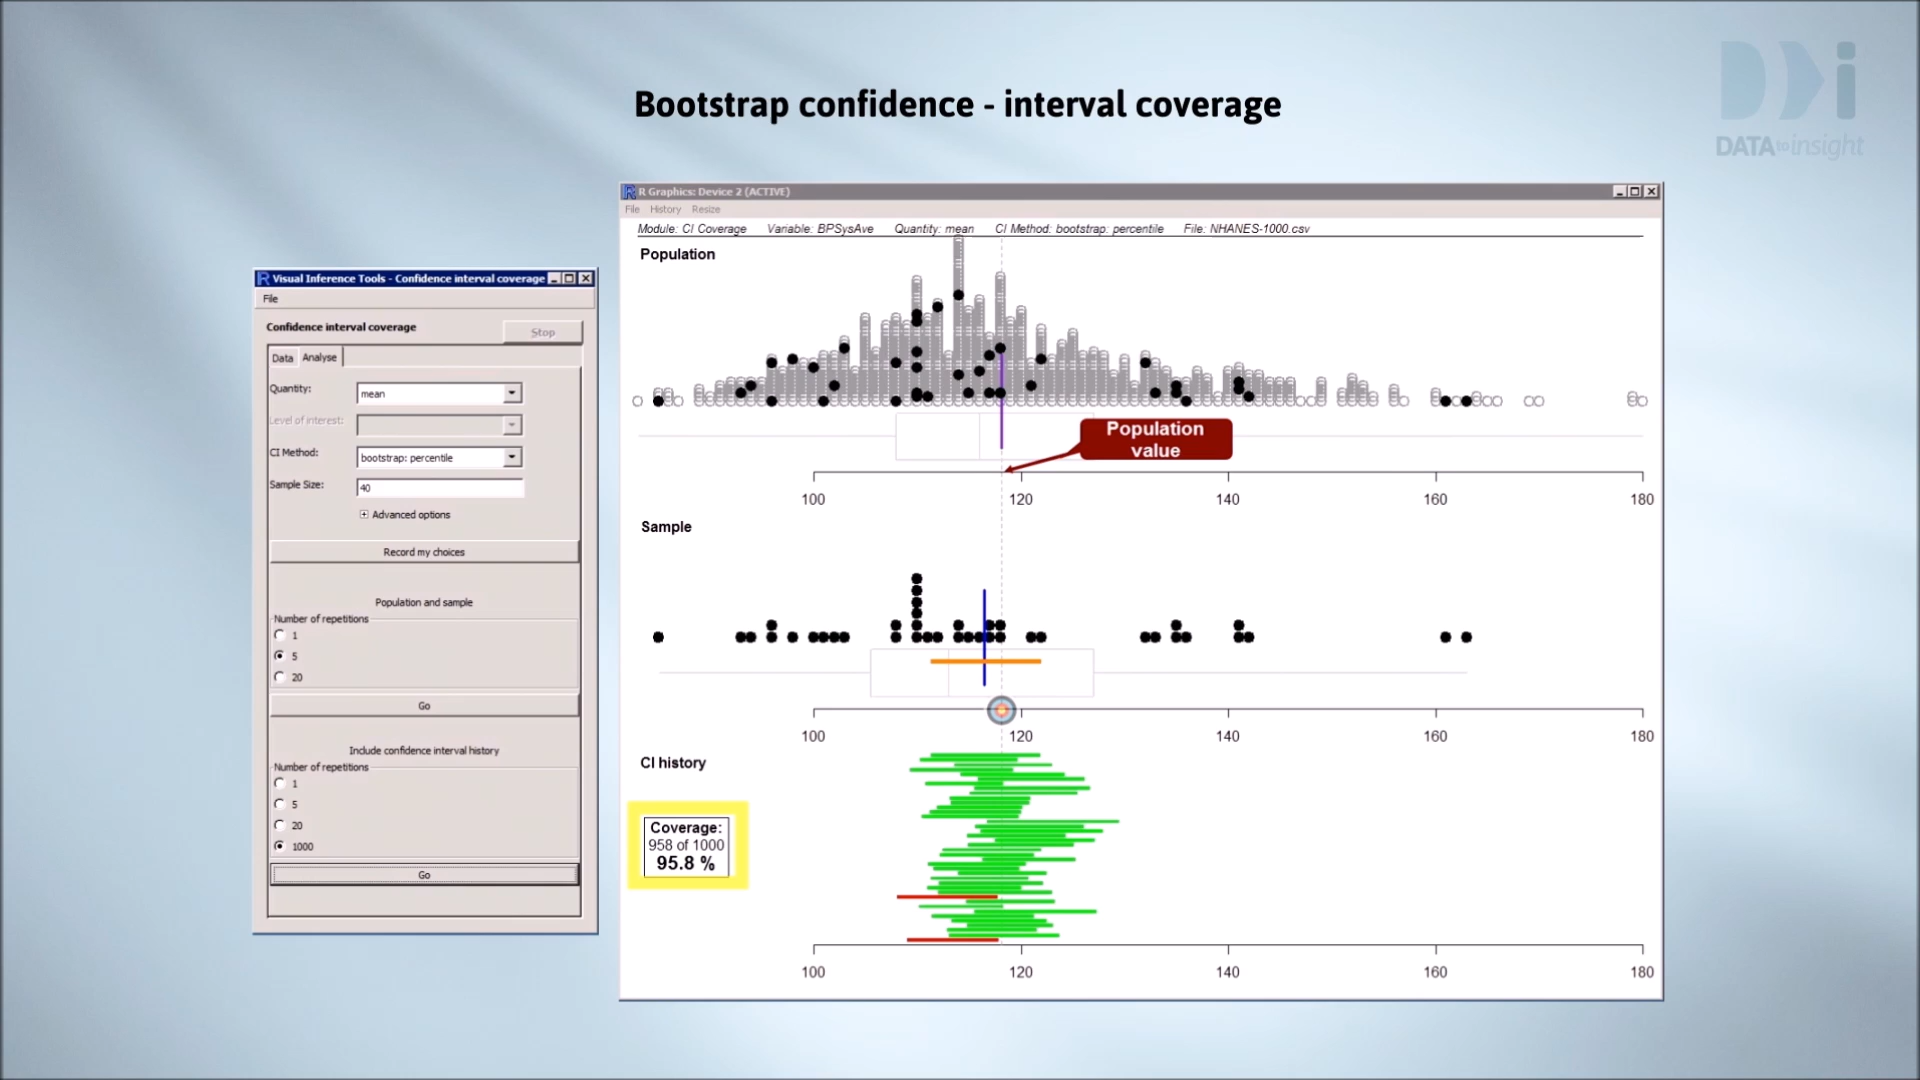 Bootstrap confidence - interval coverage
DATA to insight
R Graphics: Device 2 (ACTIVE)
File History Resize
Module: CI Coverage Variable: BPSysAve Quantity: mean CI Method: bootstrap: percentile File: NHANES-1000.csv
Population
Population
value
100 120 140 160 180
Sample
100 120 140 160 180
CI history
Coverage:
958 of 1000
95.8 %
100 120 140 160 180
Visual Inference Tools - Confidence interval coverage
File
Confidence interval coverage
Stop
Data Analyse
Quantity: mean
Level of interest:
CI Method: bootstrap: percentile
Sample Size: 40
Advanced options
Record my choices
Population and sample
Number of repetitions
1
5
20
Go
Include confidence interval history
Number of repetitions
1
5
20
1000
Go